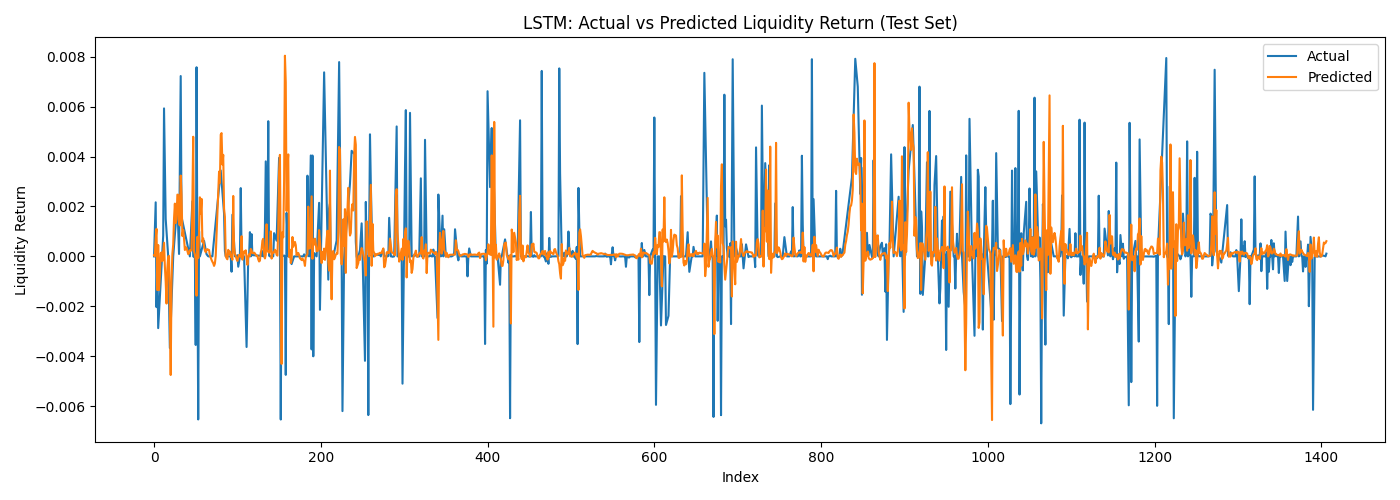 LSTM: Actual vs Predicted Liquidity Return (Test Set)
Actual
Predicted
Liquidity Return
0.008
0.006
0.004
0.002
0.000
−0.002
−0.004
−0.006
0 200 400 600 800 1000 1200 1400
Index